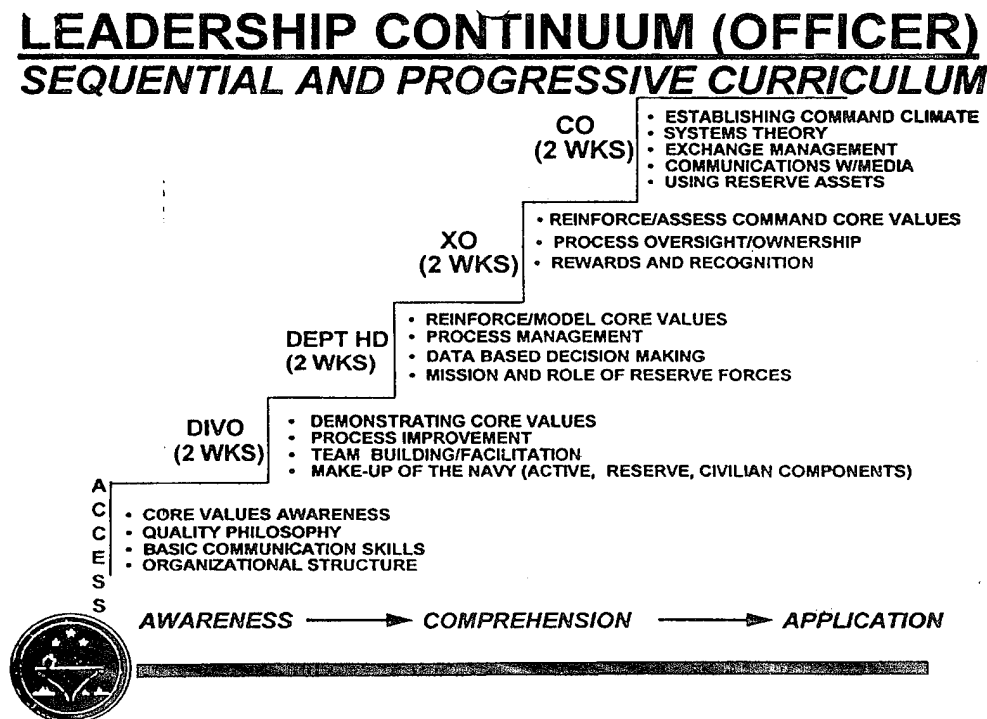 LEADERSHIP CONTINUUM (OFFICER)
SEQUENTIAL AND PROGRESSIVE CURRICULUM
CO
(2 WKS)
• ESTABLISHING COMMAND CLIMATE
• SYSTEMS THEORY
• EXCHANGE MANAGEMENT
• COMMUNICATIONS W/MEDIA
• USING RESERVE ASSETS
XO
(2 WKS)
• REINFORCE/ASSESS COMMAND CORE VALUES
• PROCESS OVERSIGHT/OWNERSHIP
• REWARDS AND RECOGNITION
DEPT HD
(2 WKS)
• REINFORCE/MODEL CORE VALUES
• PROCESS MANAGEMENT
• DATA BASED DECISION MAKING
• MISSION AND ROLE OF RESERVE FORCES
DIVO
(2 WKS)
• DEMONSTRATING CORE VALUES
• PROCESS IMPROVEMENT
• TEAM BUILDING/FACILITATION
• MAKE-UP OF THE NAVY (ACTIVE, RESERVE, CIVILIAN COMPONENTS)
ACCESS
• CORE VALUES AWARENESS
• QUALITY PHILOSOPHY
• BASIC COMMUNICATION SKILLS
• ORGANIZATIONAL STRUCTURE
AWARENESS COMPREHENSION APPLICATION